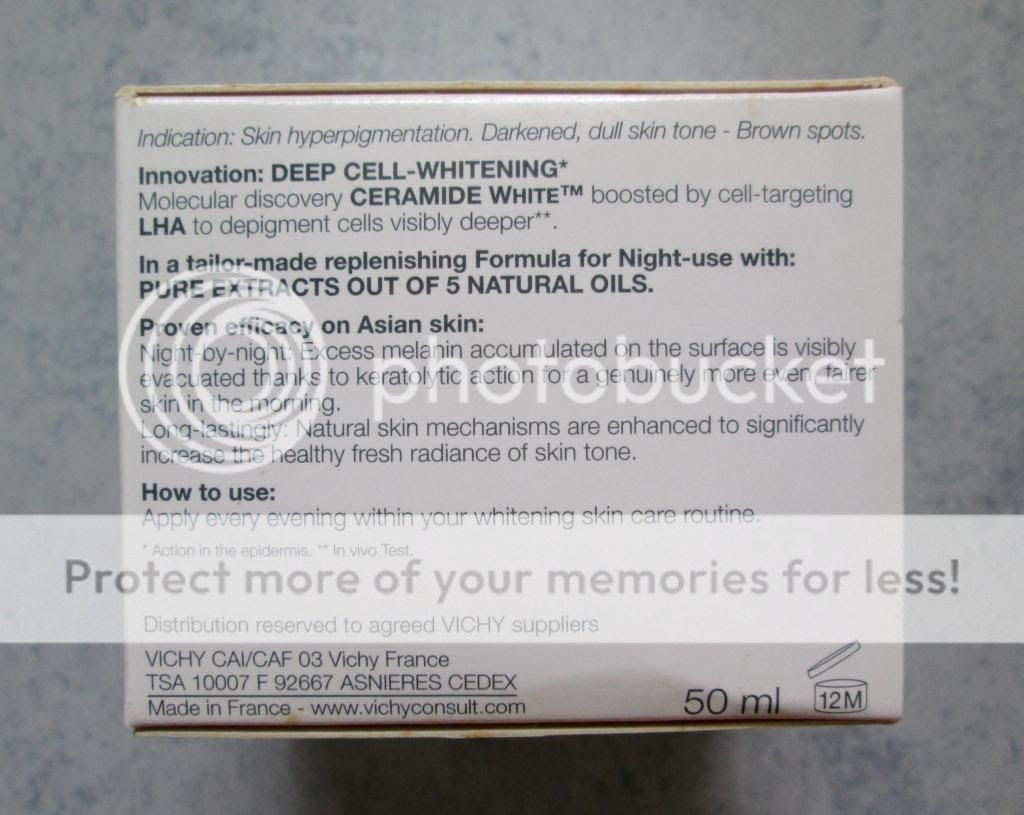 Indication: Skin hyperpigmentation. Darkened, dull skin tone - Brown spots.
Innovation: DEEP CELL-WHITENING*
Molecular discovery CERAMIDE WHITE™ boosted by cell-targeting
LHA to depigment cells visibly deeper**.
In a tailor-made replenishing Formula for Night-use with:
PURE EXTRACTS OUT OF 5 NATURAL OILS.
Proven efficacy on Asian skin:
Night-by-night: Excess melanin accumulated on the surface is visibly
evacuated thanks to keratolytic action for a genuinely more even, fairer
skin in the morning.
photobucket
Long-lastingly: Natural skin mechanisms are enhanced to significantly
increase the healthy fresh radiance of skin tone.
How to use:
Apply every evening within your whitening skin care routine.
* Action in the epidermis. ** In vivo Test.
Protect more of your memories for less!
Distribution reserved to agreed VICHY suppliers
VICHY CAI/CAF 03 Vichy France
TSA 10007 F 92667 ASNIERES CEDEX
Made in France - www.vichyconsult.com
50 ml
12M